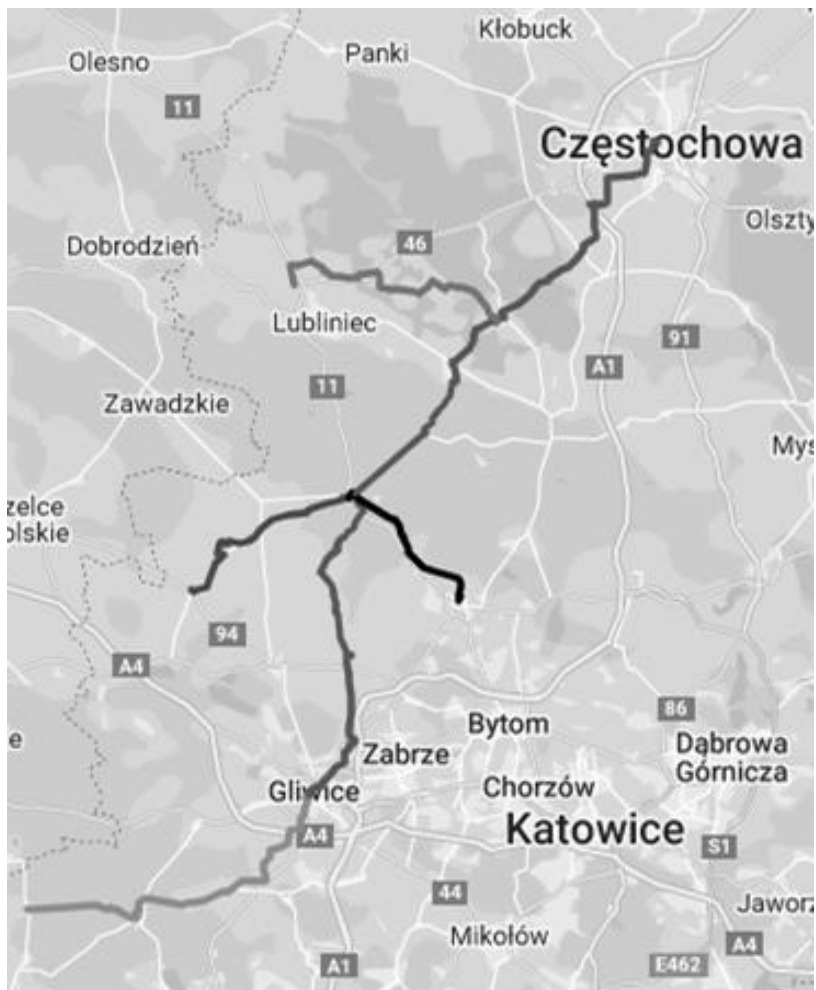 Kłobuck
Panki
Olesno
11
Częstochowa
Olszty
46
Dobrodzień
Lubliniec
91
A1
11
Zawadzkie
Mys
zelce
olskie
94
A4
86
Bytom
Dąbrowa
Górnicza
e
Zabrze
Gliwice
Chorzów
Katowice
A4
S1
44
Jaworz
Mikołów
A4
A1
E462